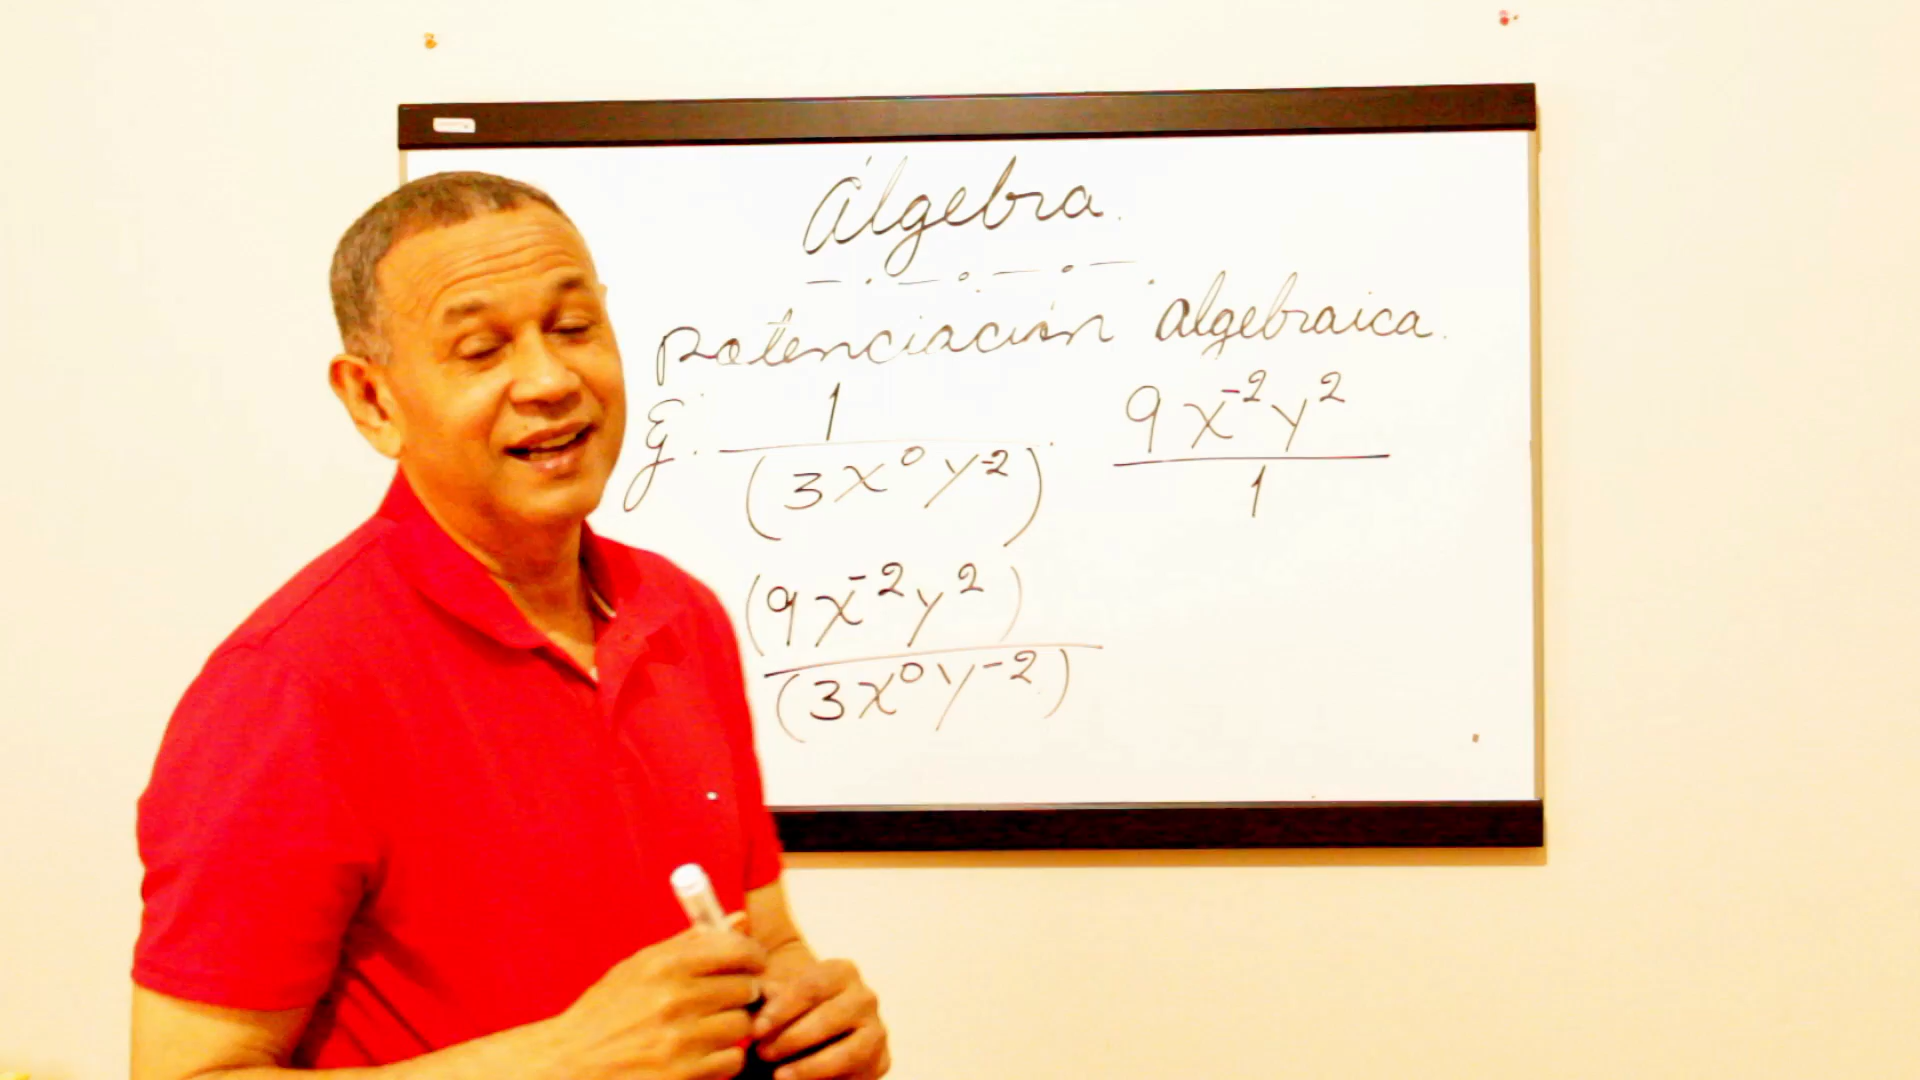 Álgebra.
Potenciación algebraica.
Ej. 1/(3x⁰y⁻²) · 9x⁻²y²/1
(9x⁻²y²)/(3x⁰y⁻²)